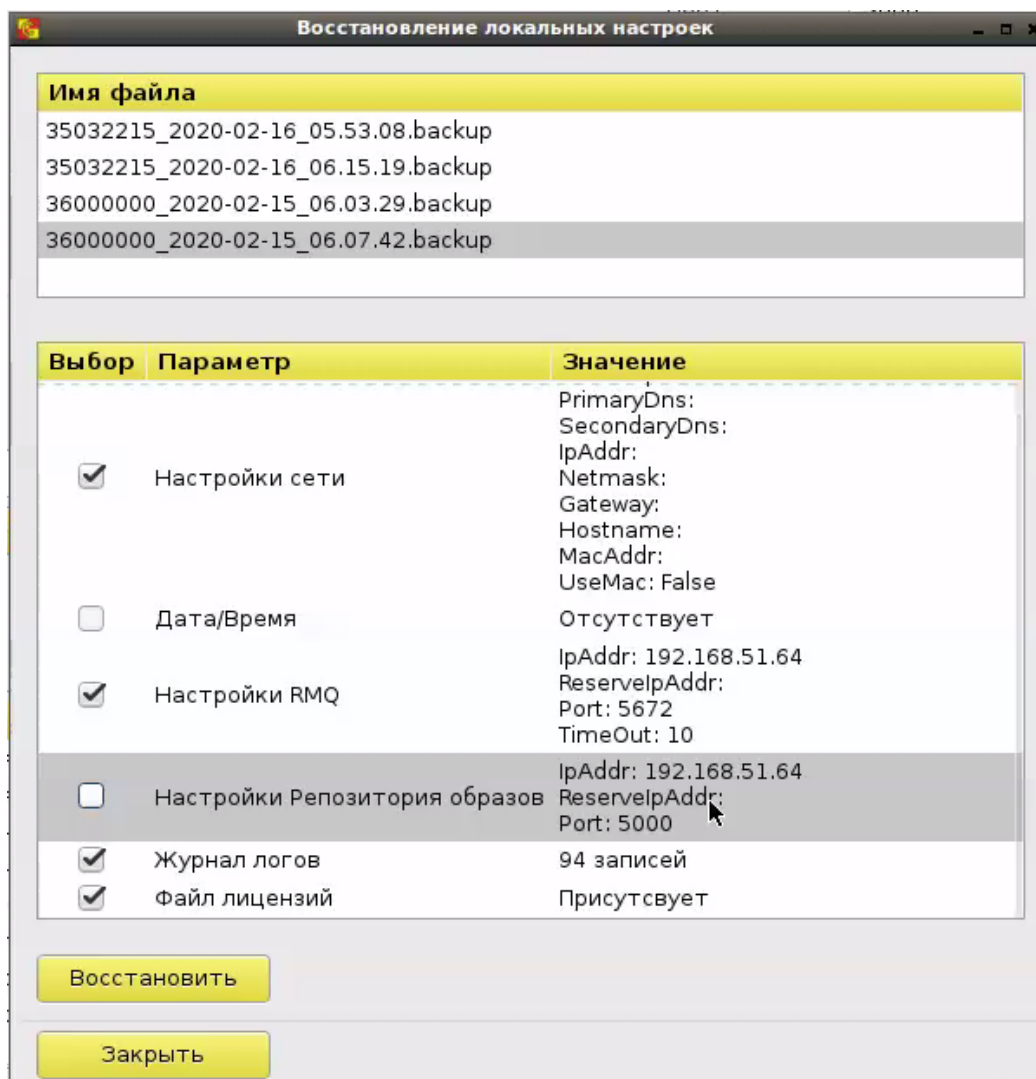 Восстановление локальных настроек
Имя файла
35032215_2020-02-16_05.53.08.backup
35032215_2020-02-16_06.15.19.backup
36000000_2020-02-15_06.03.29.backup
36000000_2020-02-15_06.07.42.backup
Выбор Параметр Значение
PrimaryDns:
SecondaryDns:
IpAddr:
Настройки сети Netmask:
Gateway:
Hostname:
MacAddr:
UseMac: False
Дата/Время Отсутствует
IpAddr: 192.168.51.64
Настройки RMQ ReserveIpAddr:
Port: 5672
TimeOut: 10
IpAddr: 192.168.51.64
Настройки Репозитория образов ReserveIpAddr:
Port: 5000
Журнал логов 94 записей
Файл лицензий Присутсвует
Восстановить
Закрыть